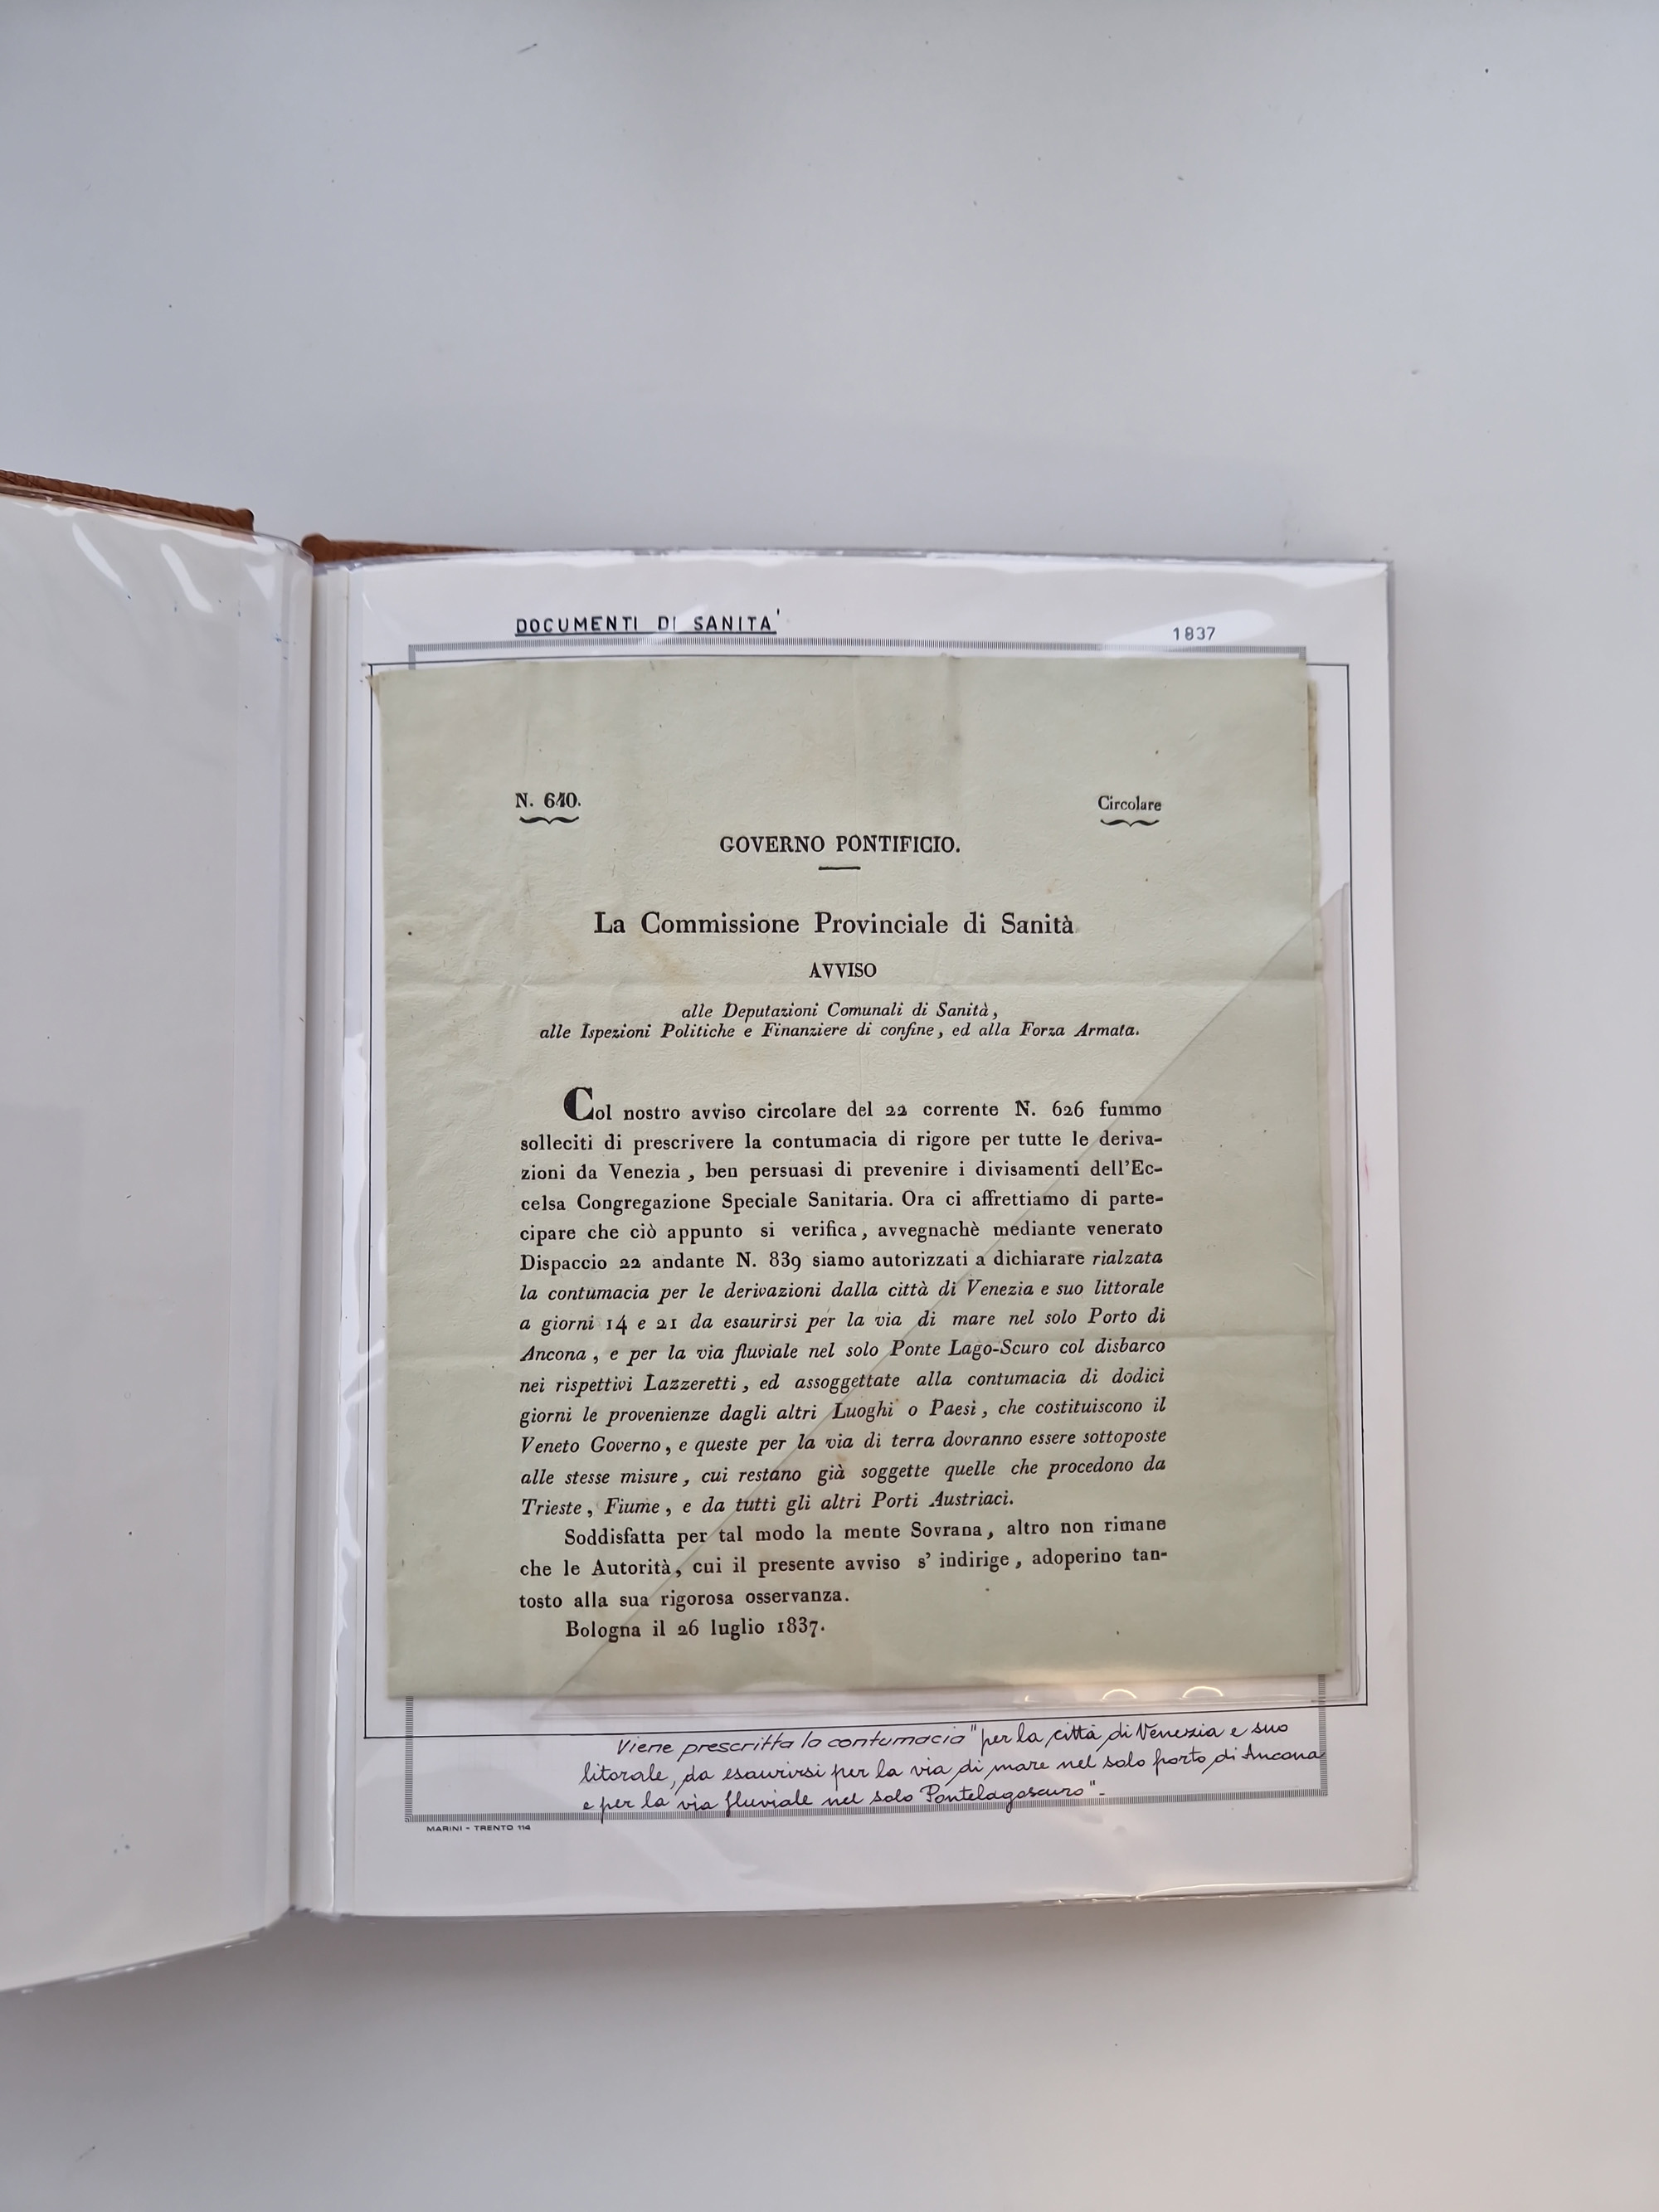 DOCUMENTI DI SANITA'
1837
N. 640.
Circolare
GOVERNO PONTIFICIO.
La Commissione Provinciale di Sanità
AVVISO
alle Deputazioni Comunali di Sanità,
alle Ispezioni Politiche e Finanziere di confine, ed alla Forza Armata.
Col nostro avviso circolare del 22 corrente N. 626 fummo
solleciti di prescrivere la contumacia di rigore per tutte le deriva-
zioni da Venezia, ben persuasi di prevenire i divisamenti dell'Ec-
celsa Congregazione Speciale Sanitaria. Ora ci affrettiamo di parte-
cipare che ciò appunto si verifica, avvegnachè mediante venerato
Dispaccio 22 andante N. 839 siamo autorizzati a dichiarare rialzata
la contumacia per le derivazioni dalla città di Venezia e suo littorale
a giorni 14 e 21 da esaurirsi per la via di mare nel solo Porto di
Ancona, e per la via fluviale nel solo Ponte Lago-Scuro col disbarco
nei rispettivi Lazzeretti, ed assoggettate alla contumacia di dodici
giorni le provenienze dagli altri Luoghi o Paesi, che costituiscono il
Veneto Governo, e queste per la via di terra dovranno essere sottoposte
alle stesse misure, cui restano già soggette quelle che procedono da
Trieste, Fiume, e da tutti gli altri Porti Austriaci.
Soddisfatta per tal modo la mente Sovrana, altro non rimane
che le Autorità, cui il presente avviso s' indirige, adoperino tan-
tosto alla sua rigorosa osservanza.
Bologna il 26 luglio 1837.
Viene prescritta la contumacia "per la città di Venezia e suo
litorale, da esaurirsi per la via di mare nel solo porto di Ancona
e per la via fluviale nel solo Pontelagoscuro".-
MARINI - TRENTO 114